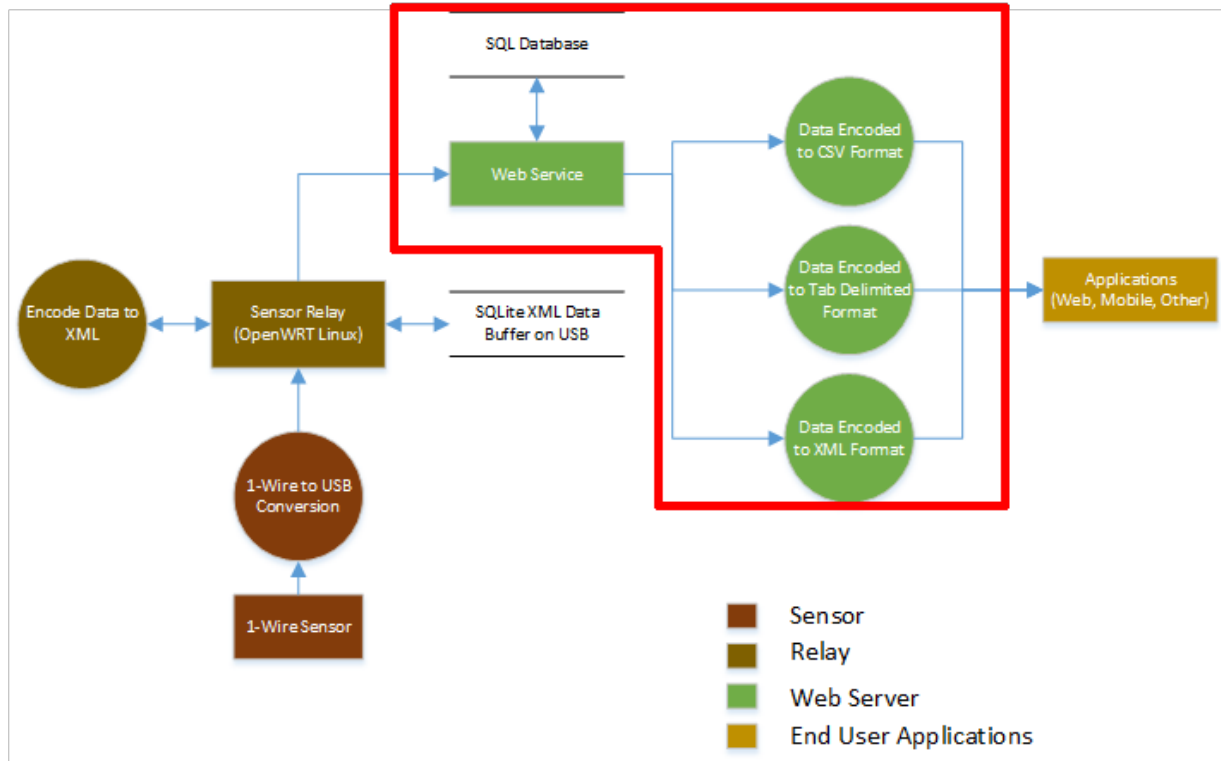 SQL Database
Web Service
Data Encoded
to CSV Format
Data Encoded
to Tab Delimited
Format
Data Encoded
to XML Format
Applications
(Web, Mobile, Other)
Encode Data to
XML
Sensor Relay
(OpenWRT Linux)
SQLite XML Data
Buffer on USB
1-Wire to USB
Conversion
1-Wire Sensor
Sensor
Relay
Web Server
End User Applications